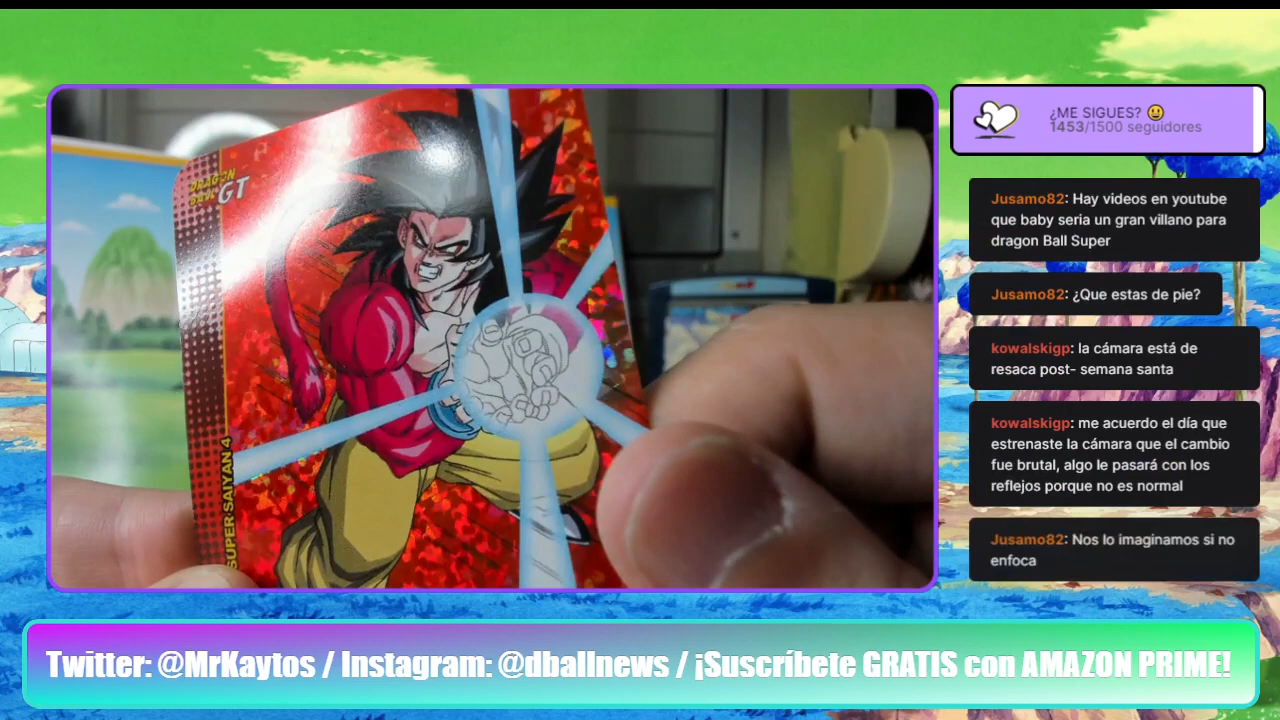 DRAGON
BALL GT
SUPER SAIYAN 4
¿ME SIGUES? 😀
1453/1500 seguidores
Jusamo82: Hay videos en youtube
que baby seria un gran villano para
dragon Ball Super
Jusamo82: ¿Que estas de pie?
kowalskigp: la cámara está de
resaca post- semana santa
kowalskigp: me acuerdo el día que
estrenaste la cámara que el cambio
fue brutal, algo le pasará con los
reflejos porque no es normal
Jusamo82: Nos lo imaginamos si no
enfoca
Twitter: @MrKaytos / Instagram: @dballnews / ¡Suscríbete GRATIS con AMAZON PRIME!